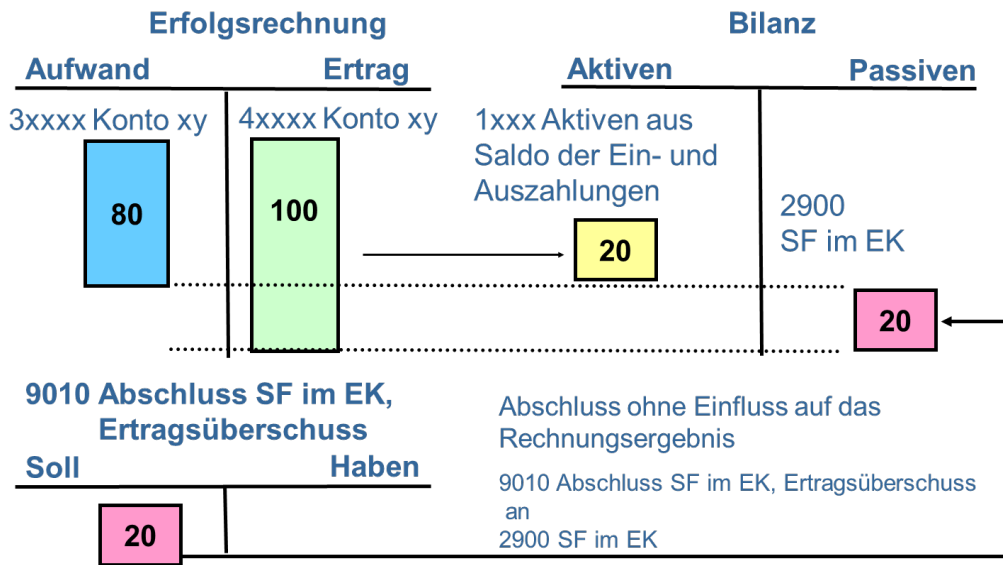 Erfolgsrechnung
Aufwand
Ertrag
3xxxx Konto xy
4xxxx Konto xy
80
100
Bilanz
Aktiven
Passiven
1xxx Aktiven aus
Saldo der Ein- und
Auszahlungen
20
2900
SF im EK
20
9010 Abschluss SF im EK,
Ertragsüberschuss
Soll
Haben
20
Abschluss ohne Einfluss auf das
Rechnungsergebnis
9010 Abschluss SF im EK, Ertragsüberschuss
an
2900 SF im EK